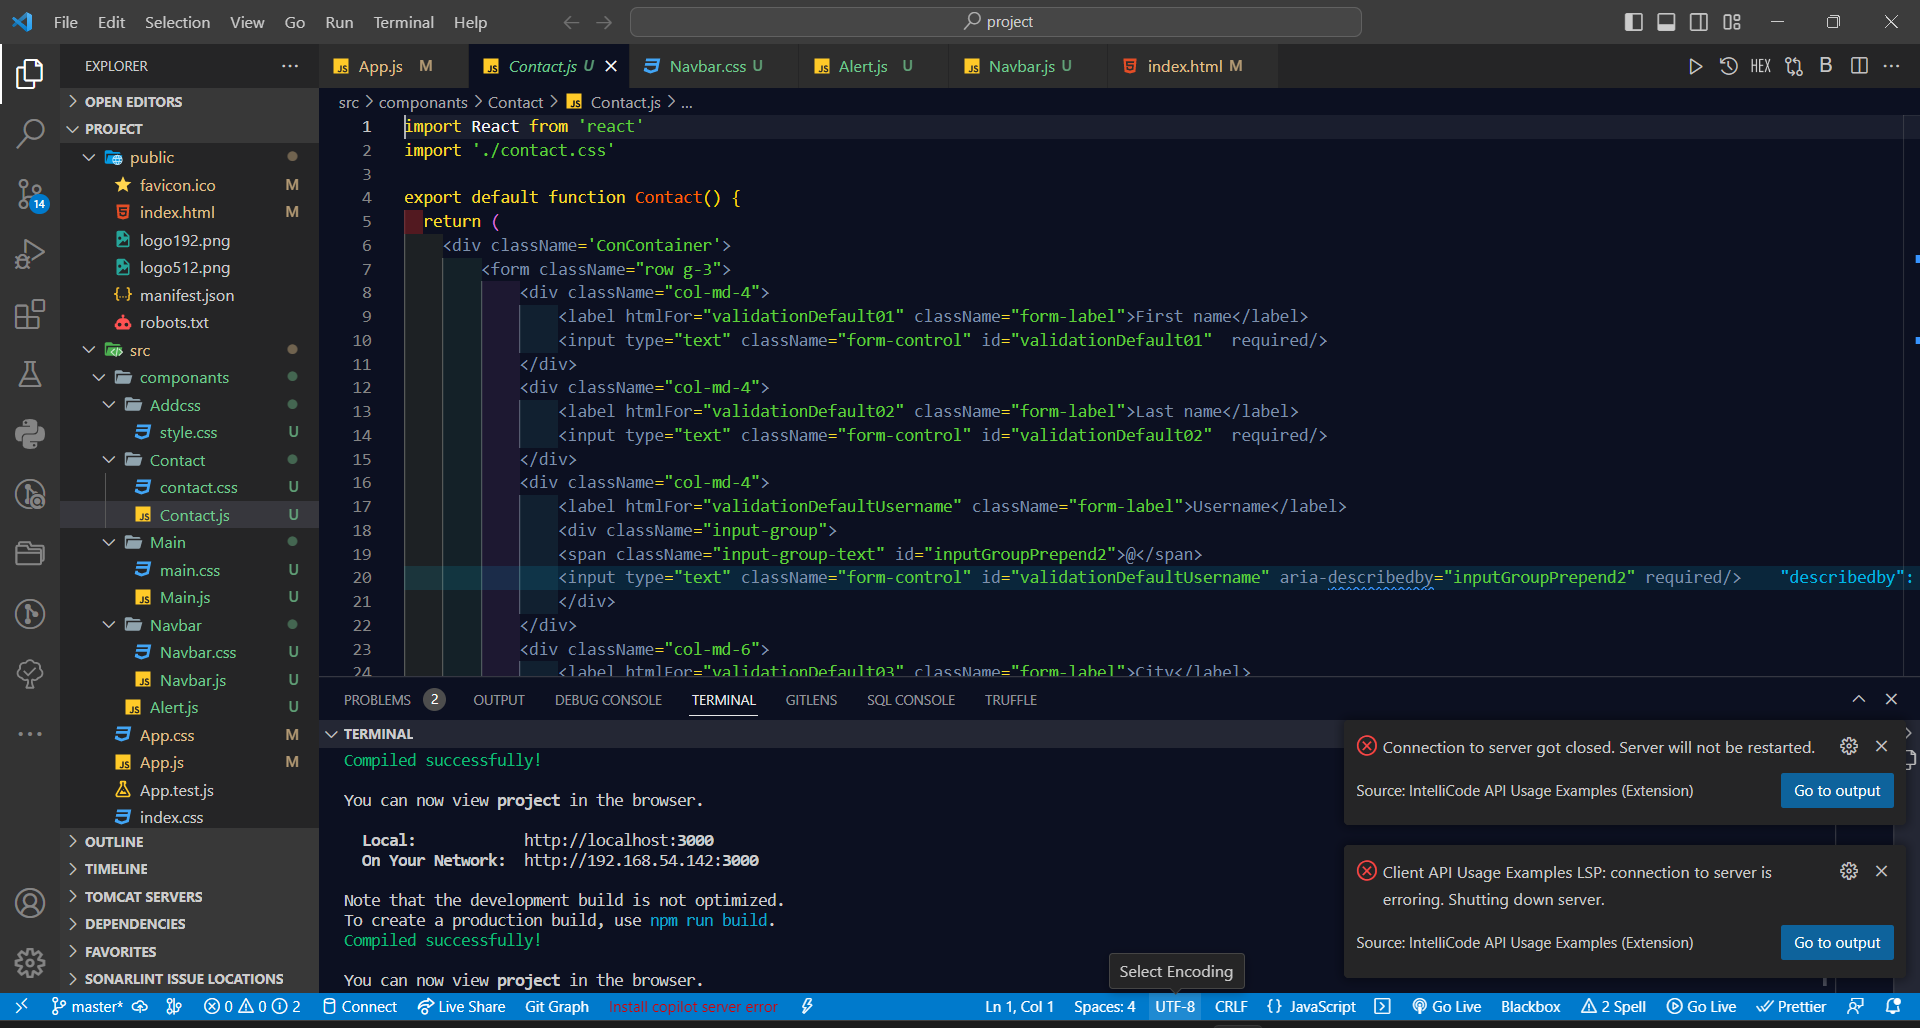 File Edit Selection View Go Run Terminal Help
project
EXPLORER
OPEN EDITORS
PROJECT
public
favicon.ico M
index.html M
logo192.png
logo512.png
manifest.json
robots.txt
src
componants
Addcss
style.css U
Contact
contact.css U
Contact.js U
Main
main.css U
Main.js U
Navbar
Navbar.css U
Navbar.js U
Alert.js U
App.css M
App.js M
App.test.js
index.css
OUTLINE
TIMELINE
TOMCAT SERVERS
DEPENDENCIES
FAVORITES
SONARLINT ISSUE LOCATIONS
14
App.js M Contact.js U Navbar.css U Alert.js U Navbar.js U index.html M
HEX B
src > componants > Contact > Contact.js > ...
1 import React from 'react'
2 import './contact.css'
3
4 export default function Contact() {
5 return (
6 <div className='ConContainer'>
7 <form className="row g-3">
8 <div className="col-md-4">
9 <label htmlFor="validationDefault01" className="form-label">First name</label>
10 <input type="text" className="form-control" id="validationDefault01"  required/>
11 </div>
12 <div className="col-md-4">
13 <label htmlFor="validationDefault02" className="form-label">Last name</label>
14 <input type="text" className="form-control" id="validationDefault02"  required/>
15 </div>
16 <div className="col-md-4">
17 <label htmlFor="validationDefaultUsername" className="form-label">Username</label>
18 <div className="input-group">
19 <span className="input-group-text" id="inputGroupPrepend2">@</span>
20 <input type="text" className="form-control" id="validationDefaultUsername" aria-describedby="inputGroupPrepend2" required/> "describedby":
21 </div>
22 </div>
23 <div className="col-md-6">
24 <label htmlFor="validationDefault03" className="form-label">City</label>
PROBLEMS 2 OUTPUT DEBUG CONSOLE TERMINAL GITLENS SQL CONSOLE TRUFFLE
TERMINAL
Compiled successfully!
You can now view project in the browser.
Local: http://localhost:3000
On Your Network: http://192.168.54.142:3000
Note that the development build is not optimized.
To create a production build, use npm run build.
Compiled successfully!
You can now view project in the browser.
Connection to server got closed. Server will not be restarted.
Source: IntelliCode API Usage Examples (Extension)
Go to output
Client API Usage Examples LSP: connection to server is
erroring. Shutting down server.
Source: IntelliCode API Usage Examples (Extension)
Go to output
Select Encoding
master* 0 0 2 Connect Live Share Git Graph Install copilot server error Ln 1, Col 1 Spaces: 4 UTF-8 CRLF {} JavaScript Go Live Blackbox 2 Spell Go Live Prettier